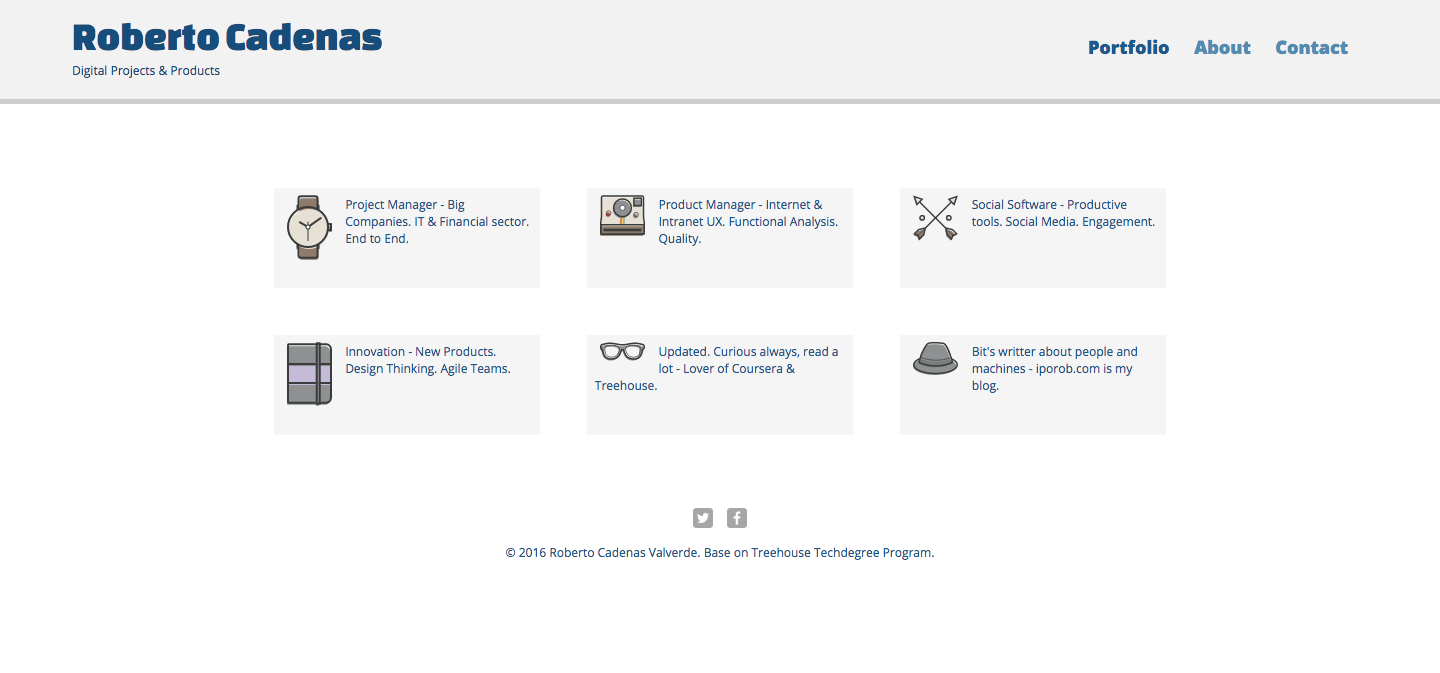 Roberto Cadenas
Digital Projects & Products
Portfolio About Contact
Project Manager - Big
Companies. IT & Financial sector.
End to End.
Product Manager - Internet &
Intranet UX. Functional Analysis.
Quality.
Social Software - Productive
tools. Social Media. Engagement.
Innovation - New Products.
Design Thinking. Agile Teams.
Updated. Curious always, read a
lot - Lover of Coursera &
Treehouse.
Bit's writter about people and
machines - iporob.com is my
blog.
© 2016 Roberto Cadenas Valverde. Base on Treehouse Techdegree Program.